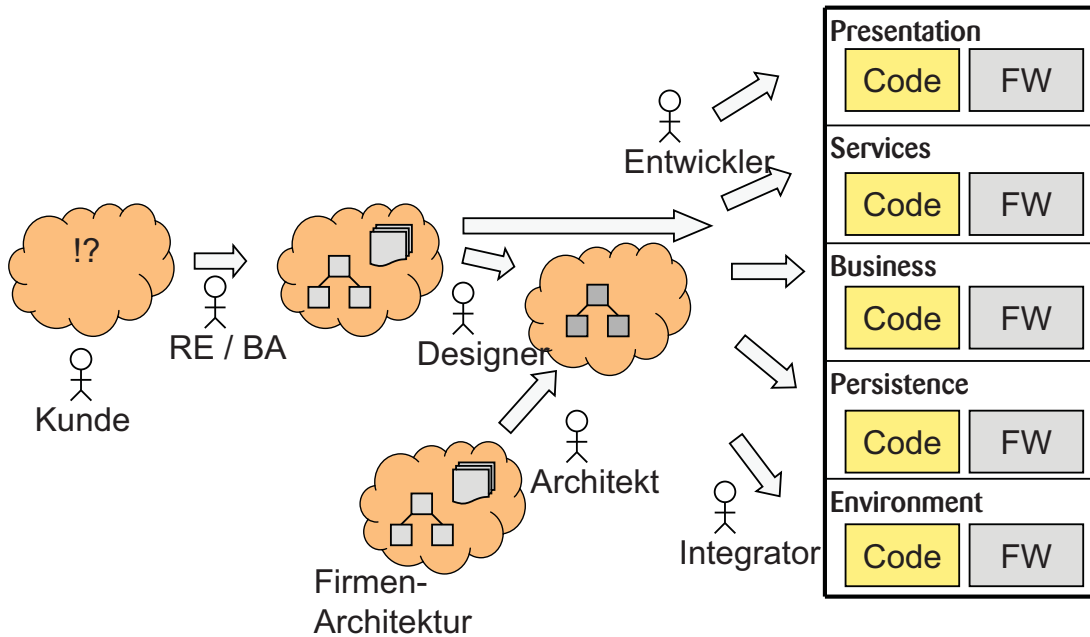 !?
Kunde
RE / BA
Designer
Firmen-
Architektur
Architekt
Entwickler
Integrator
Presentation
Code FW
Services
Code FW
Business
Code FW
Persistence
Code FW
Environment
Code FW